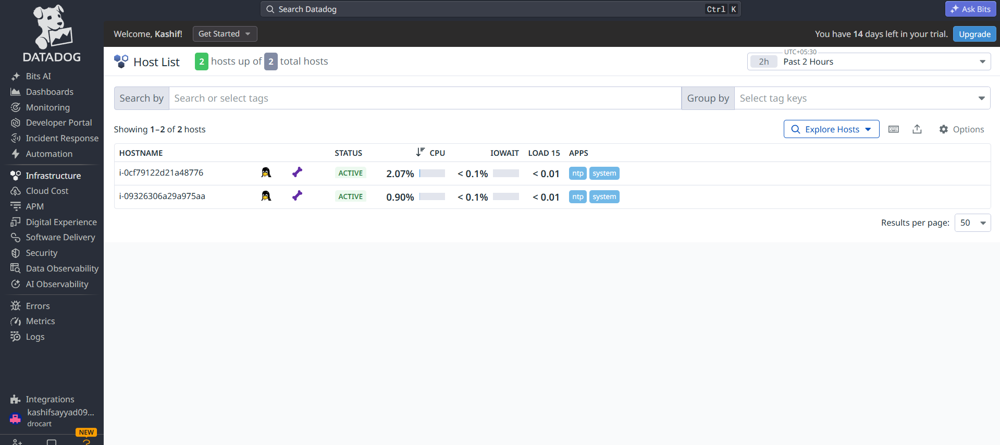 DATADOG
Search Datadog
Ctrl K
Ask Bits
Welcome, Kashif!
Get Started
You have 14 days left in your trial.
Upgrade
Bits AI
Dashboards
Monitoring
Developer Portal
Incident Response
Automation
Infrastructure
Cloud Cost
APM
Digital Experience
Software Delivery
Security
Data Observability
AI Observability
Errors
Metrics
Logs
Integrations
kashifsayyad09...
drocart
NEW
Host List
2 hosts up of 2 total hosts
UTC+05:30
2h Past 2 Hours
Search by Search or select tags
Group by Select tag keys
Showing 1–2 of 2 hosts
Explore Hosts
Options
HOSTNAME STATUS CPU IOWAIT LOAD 15 APPS
i-0cf79122d21a48776 ACTIVE 2.07% < 0.1% < 0.01 ntp system
i-09326306a29a975aa ACTIVE 0.90% < 0.1% < 0.01 ntp system
Results per page: 50